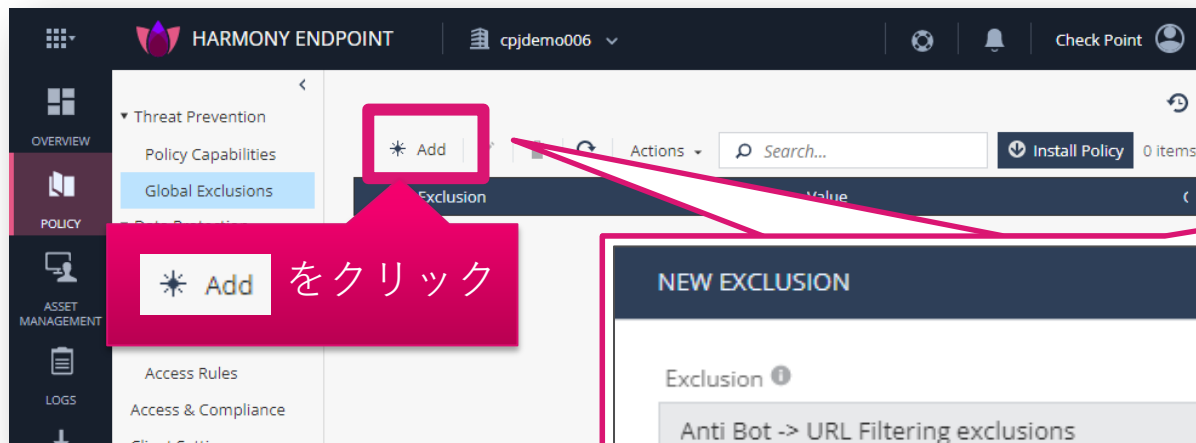 HARMONY ENDPOINT
cpjdemo006
Check Point
OVERVIEW
Threat Prevention
Policy Capabilities
Global Exclusions
Add
Actions
Search...
Install Policy
0 items
Exclusion
Value
POLICY
Add をクリック
ASSET
MANAGEMENT
Access Rules
LOGS
Access & Compliance
NEW EXCLUSION
Exclusion
Anti Bot -> URL Filtering exclusions